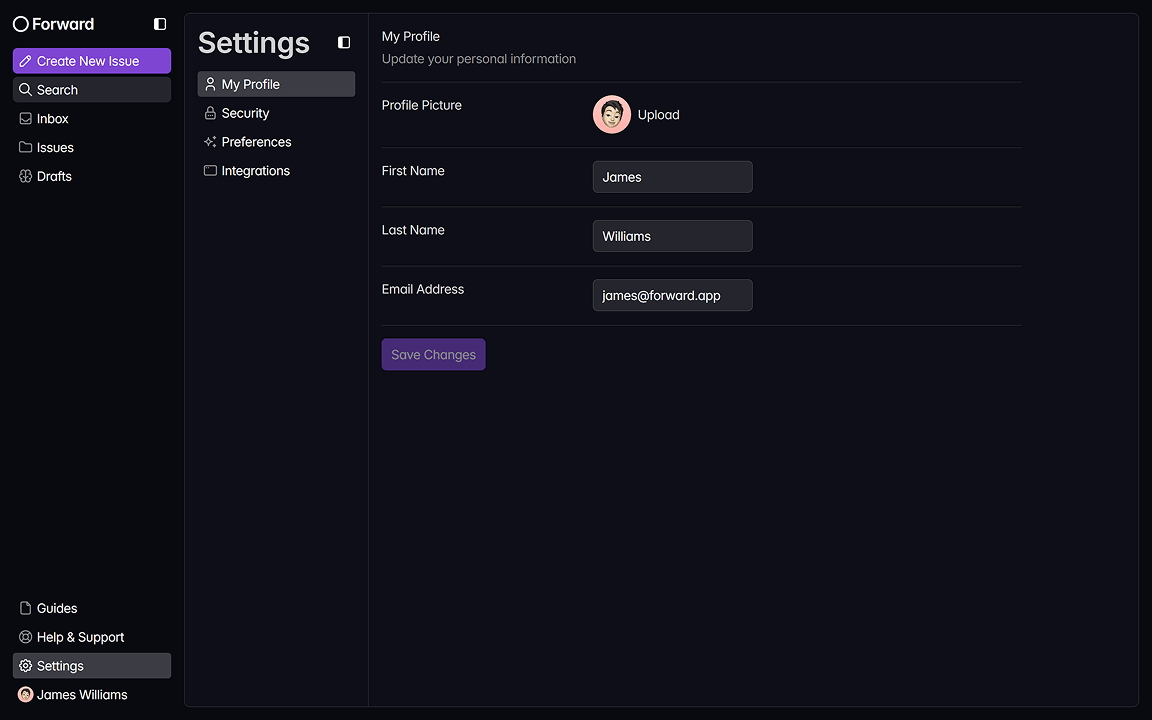 Forward
Create New Issue
Search
Inbox
Issues
Drafts
Guides
Help & Support
Settings
James Williams
Settings
My Profile
Security
Preferences
Integrations
My Profile
Update your personal information
Profile Picture
Upload
First Name
James
Last Name
Williams
Email Address
james@forward.app
Save Changes